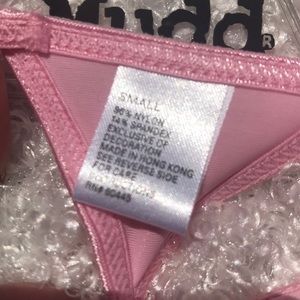 Mudd®
SMALL
86% NYLON
14% SPANDEX
EXCLUSIVE OF
DECORATION
MADE IN HONG KONG
SEE REVERSE SIDE
FOR CARE
RN#